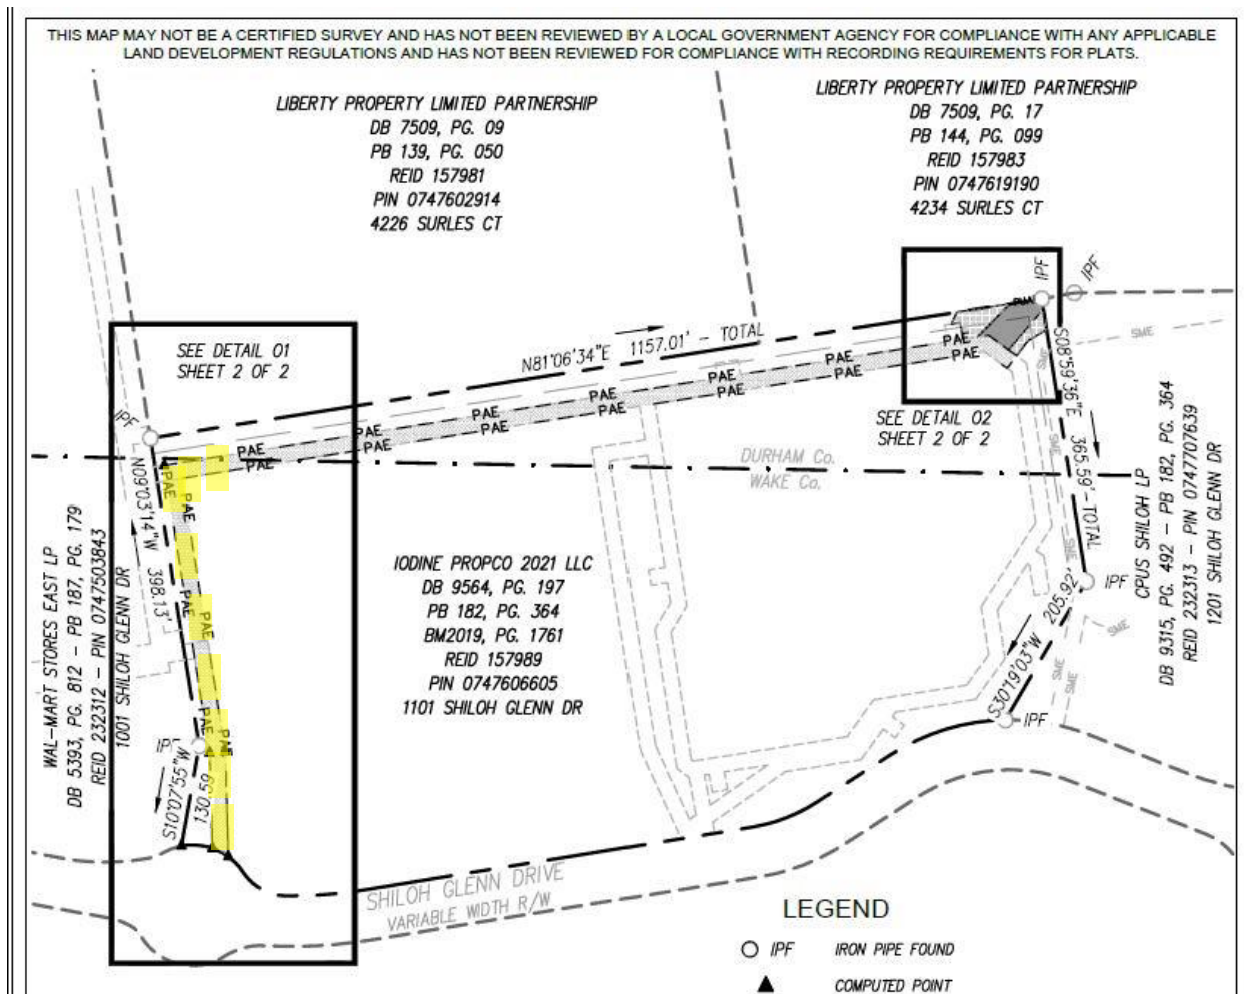 THIS MAP MAY NOT BE A CERTIFIED SURVEY AND HAS NOT BEEN REVIEWED BY A LOCAL GOVERNMENT AGENCY FOR COMPLIANCE WITH ANY APPLICABLE
LAND DEVELOPMENT REGULATIONS AND HAS NOT BEEN REVIEWED FOR COMPLIANCE WITH RECORDING REQUIREMENTS FOR PLATS.
LIBERTY PROPERTY LIMITED PARTNERSHIP
DB 7509, PG. 09
PB 139, PG. 050
REID 157981
PIN 0747602914
4226 SURLES CT
LIBERTY PROPERTY LIMITED PARTNERSHIP
DB 7509, PG. 17
PB 144, PG. 099
REID 157983
PIN 0747619190
4234 SURLES CT
IPF
IPF
SEE DETAIL 01
SHEET 2 OF 2
N81°06'34"E 1157.01' - TOTAL
PUA
SME
SME
PAE
PAE
PAE
PAE
PAE
PAE
PAE
PAE
PAE
PAE
PAE
PAE
PAE
PAE
SEE DETAIL 02
SHEET 2 OF 2
S08°59'36"E 365.59' - TOTAL
SME
SME
IPF
DURHAM Co.
WAKE Co.
N09°03'14"W 398.13'
PAE
PAE
PAE
PAE
PAE
PAE
WAL-MART STORES EAST LP
DB 5393, PG. 812 - PB 187, PG. 179
REID 232312 - PIN 0747503843
1001 SHILOH GLENN DR
IODINE PROPCO 2021 LLC
DB 9564, PG. 197
PB 182, PG. 364
BM2019, PG. 1761
REID 157989
PIN 0747606605
1101 SHILOH GLENN DR
CPUS SHILOH LP
DB 9315, PG. 492 - PB 182, PG. 364
REID 232313 - PIN 0747707639
1201 SHILOH GLENN DR
IPF
S30°19'03"W 205.92'
SME
SME
SME
IPF
IPF
S10°07'55"W
130.59
SHILOH GLENN DRIVE
VARIABLE WIDTH R/W
LEGEND
IPF IRON PIPE FOUND
COMPUTED POINT